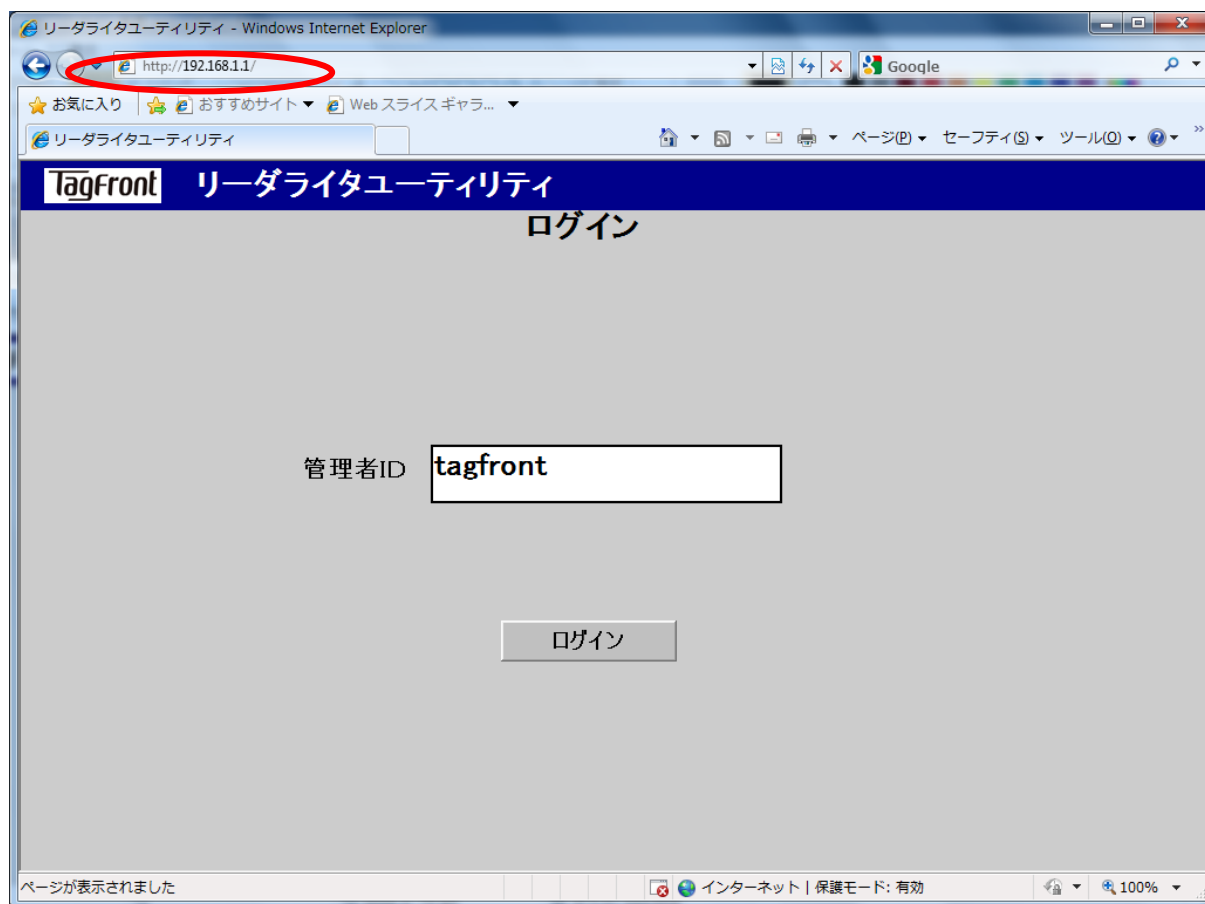 リーダライタユーティリティ - Windows Internet Explorer
http://192.168.1.1/
Google
お気に入り おすすめサイト Web スライス ギャラ...
リーダライタユーティリティ ページ(P) セーフティ(S) ツール(O) »
TagFront リーダライタユーティリティ
ログイン
管理者ID tagfront
ログイン
ページが表示されました インターネット | 保護モード: 有効 100%